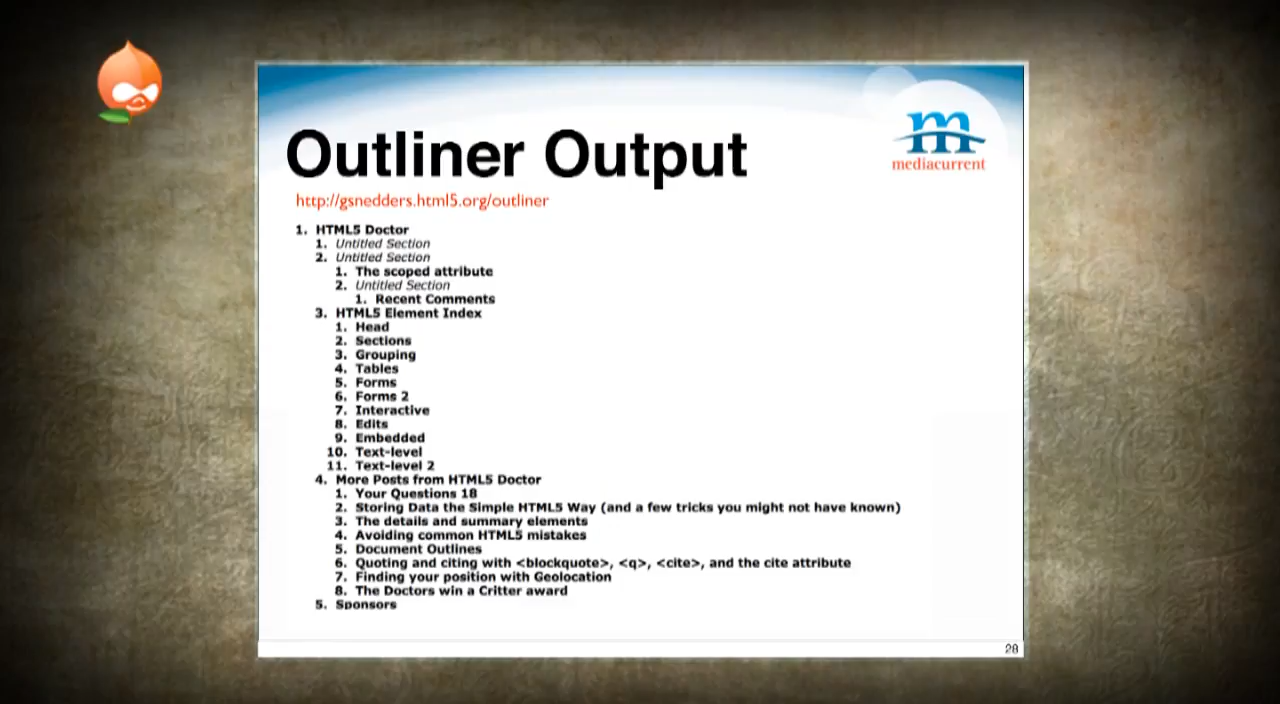 Outliner Output
mediacurrent
http://gsnedders.html5.org/outliner
1. HTML5 Doctor
1. Untitled Section
2. Untitled Section
1. The scoped attribute
2. Untitled Section
1. Recent Comments
3. HTML5 Element Index
1. Head
2. Sections
3. Grouping
4. Tables
5. Forms
6. Forms 2
7. Interactive
8. Edits
9. Embedded
10. Text-level
11. Text-level 2
4. More Posts from HTML5 Doctor
1. Your Questions 18
2. Storing Data the Simple HTML5 Way (and a few tricks you might not have known)
3. The details and summary elements
4. Avoiding common HTML5 mistakes
5. Document Outlines
6. Quoting and citing with <blockquote>, <q>, <cite>, and the cite attribute
7. Finding your position with Geolocation
8. The Doctors win a Critter award
5. Sponsors
28